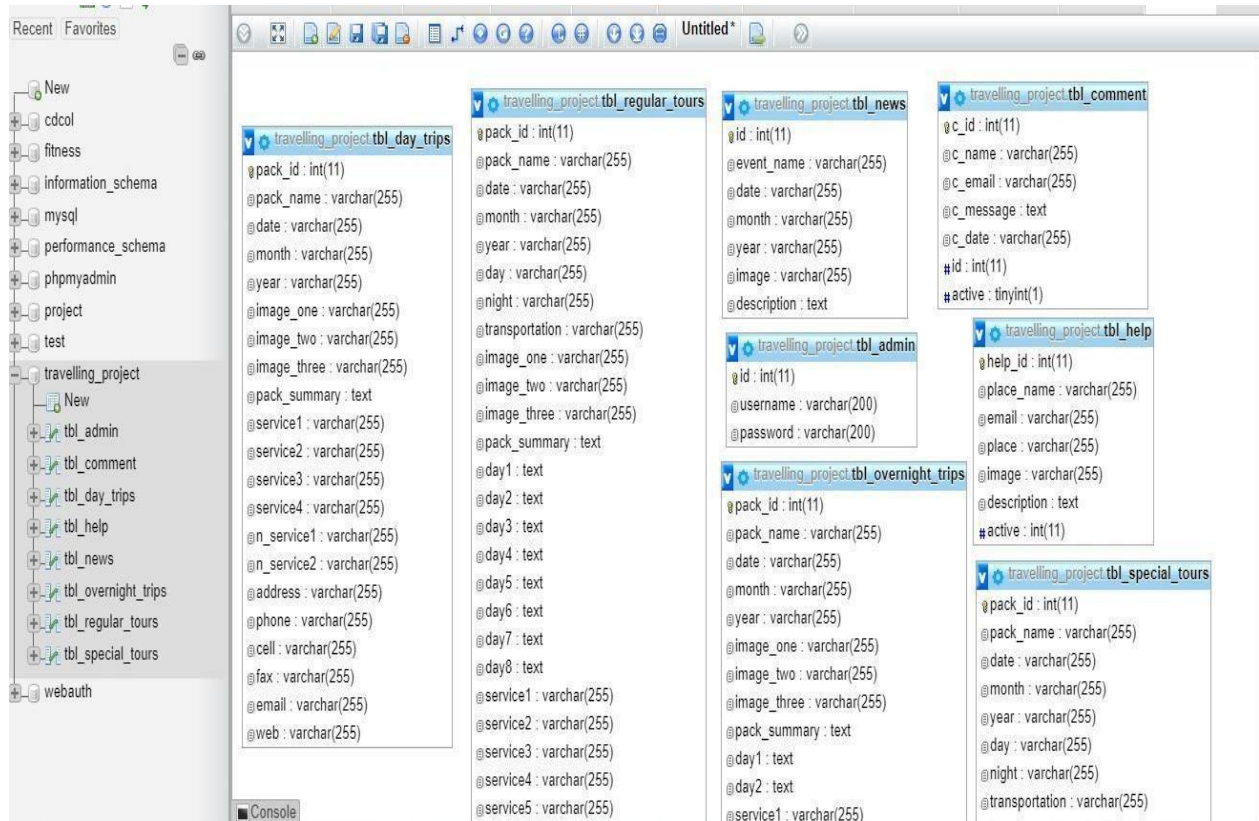 Recent Favorites
New
cdcol
fitness
information_schema
mysql
performance_schema
phpmyadmin
project
test
travelling_project
New
tbl_admin
tbl_comment
tbl_day_trips
tbl_help
tbl_news
tbl_overnight_trips
tbl_regular_tours
tbl_special_tours
webauth
Untitled*
travelling_project.tbl_day_trips
pack_id : int(11)
pack_name : varchar(255)
date : varchar(255)
month : varchar(255)
year : varchar(255)
image_one : varchar(255)
image_two : varchar(255)
image_three : varchar(255)
pack_summary : text
service1 : varchar(255)
service2 : varchar(255)
service3 : varchar(255)
service4 : varchar(255)
n_service1 : varchar(255)
n_service2 : varchar(255)
address : varchar(255)
phone : varchar(255)
cell : varchar(255)
fax : varchar(255)
email : varchar(255)
web : varchar(255)
Console
travelling_project.tbl_regular_tours
pack_id : int(11)
pack_name : varchar(255)
date : varchar(255)
month : varchar(255)
year : varchar(255)
day : varchar(255)
night : varchar(255)
transportation : varchar(255)
image_one : varchar(255)
image_two : varchar(255)
image_three : varchar(255)
pack_summary : text
day1 : text
day2 : text
day3 : text
day4 : text
day5 : text
day6 : text
day7 : text
day8 : text
service1 : varchar(255)
service2 : varchar(255)
service3 : varchar(255)
service4 : varchar(255)
service5 : varchar(255)
travelling_project.tbl_news
id : int(11)
event_name : varchar(255)
date : varchar(255)
month : varchar(255)
year : varchar(255)
image : varchar(255)
description : text
travelling_project.tbl_admin
id : int(11)
username : varchar(200)
password : varchar(200)
travelling_project.tbl_overnight_trips
pack_id : int(11)
pack_name : varchar(255)
date : varchar(255)
month : varchar(255)
year : varchar(255)
image_one : varchar(255)
image_two : varchar(255)
image_three : varchar(255)
pack_summary : text
day1 : text
day2 : text
service1 : varchar(255)
travelling_project.tbl_comment
c_id : int(11)
c_name : varchar(255)
c_email : varchar(255)
c_message : text
c_date : varchar(255)
#id : int(11)
#active : tinyint(1)
travelling_project.tbl_help
help_id : int(11)
place_name : varchar(255)
email : varchar(255)
place : varchar(255)
image : varchar(255)
description : text
#active : int(11)
travelling_project.tbl_special_tours
pack_id : int(11)
pack_name : varchar(255)
date : varchar(255)
month : varchar(255)
year : varchar(255)
day : varchar(255)
night : varchar(255)
transportation : varchar(255)